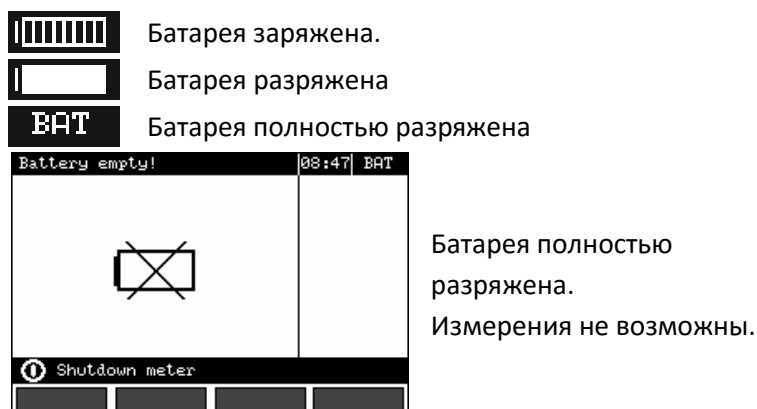 Батарея заряжена.
Батарея разряжена
BAT Батарея полностью разряжена
Battery empty! 08:47 BAT
Батарея полностью
разряжена.
Измерения не возможны.
Shutdown meter